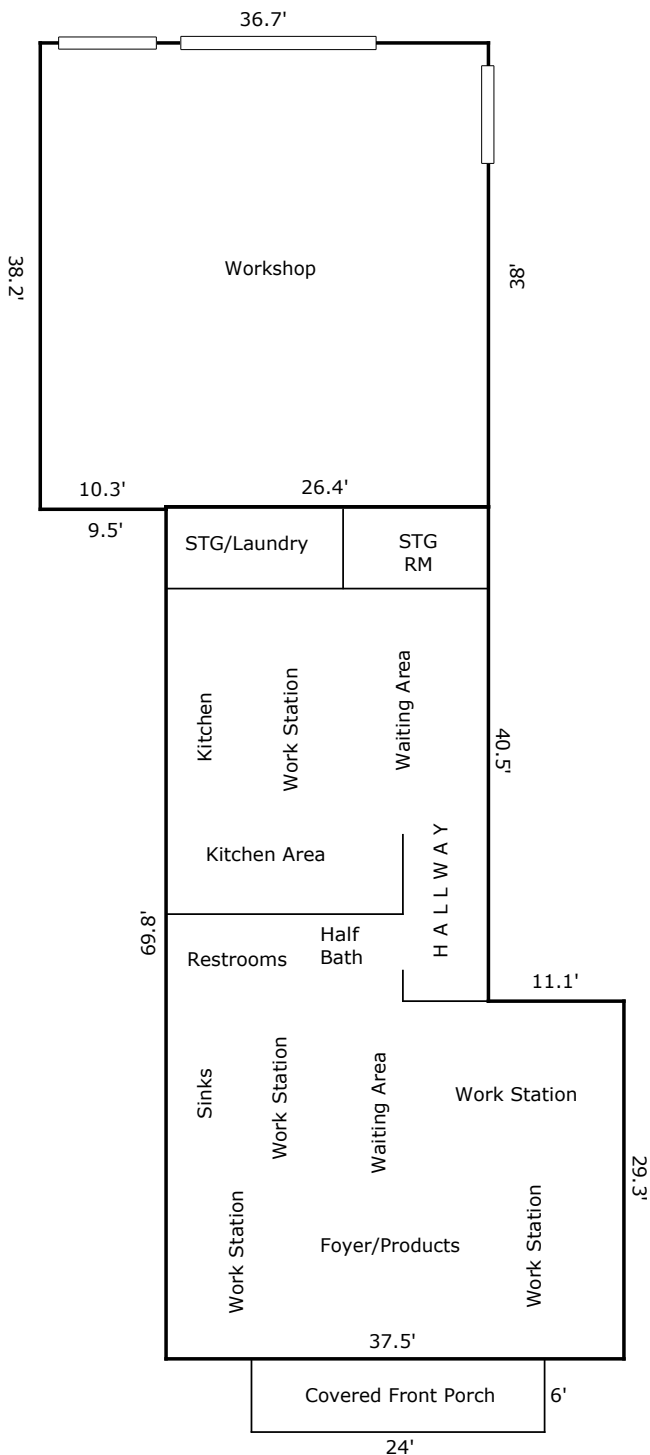 36.7'
38.2'
Workshop
38'
10.3'
26.4'
9.5'
STG/Laundry
STG
RM
Kitchen
Work Station
Waiting Area
40.5'
Kitchen Area
HALLWAY
69.8'
Restrooms
Half
Bath
11.1'
Sinks
Work Station
Waiting Area
Work Station
29.3'
Work Station
Foyer/Products
Work Station
37.5'
Covered Front Porch
6'
24'